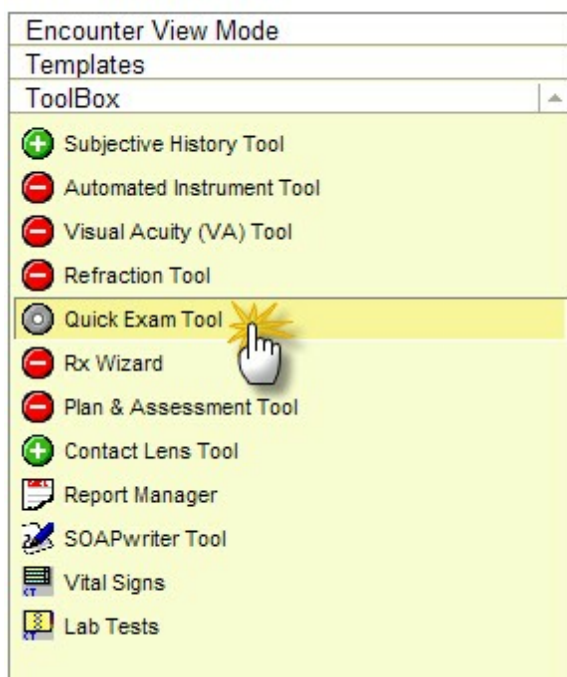 Encounter View Mode
Templates
ToolBox
Subjective History Tool
Automated Instrument Tool
Visual Acuity (VA) Tool
Refraction Tool
Quick Exam Tool
Rx Wizard
Plan & Assessment Tool
Contact Lens Tool
Report Manager
SOAPwriter Tool
Vital Signs
Lab Tests